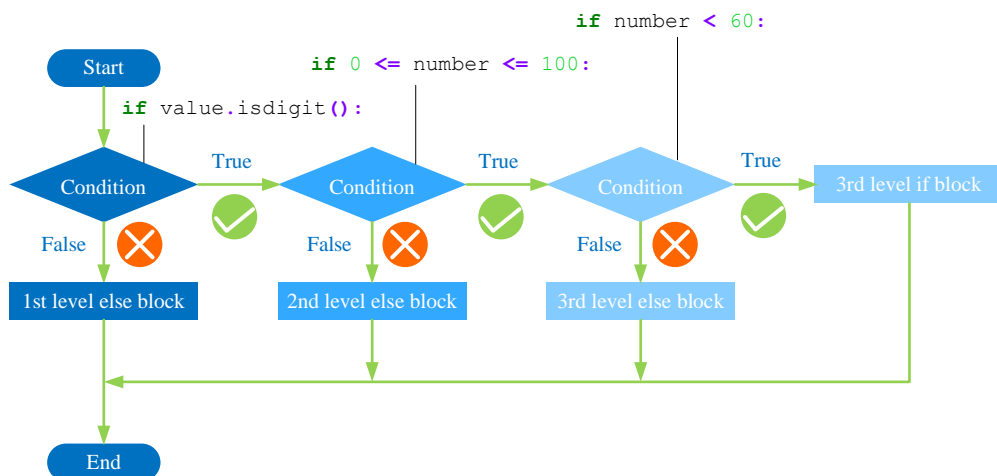 if number < 60:
if 0 <= number <= 100:
Start
if value.isdigit():
True
True
True
Condition
Condition
Condition
3rd level if block
False
False
False
1st level else block
2nd level else block
3rd level else block
End